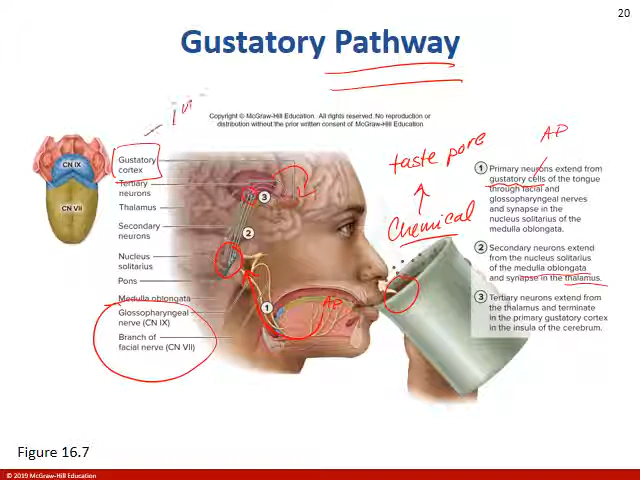 20
Gustatory Pathway
Copyright © McGraw-Hill Education. All rights reserved. No reproduction or
distribution without the prior written consent of McGraw-Hill Education
CN IX
CN VII
Gustatory
cortex
Tertiary
neurons
Thalamus
Secondary
neurons
Nucleus
solitarius
Pons
Medulla oblongata
Glossopharyngeal
nerve (CN IX)
Branch of
facial nerve (CN VII)
3
2
1
AP
taste pore
Chemical
AP
1 Primary neurons extend from
gustatory cells of the tongue
through facial and
glossopharyngeal nerves
and synapse in the
nucleus solitarius of the
medulla oblongata.
2 Secondary neurons extend
from the nucleus solitarius
of the medulla oblongata
and synapse in the thalamus.
3 Tertiary neurons extend from
the thalamus and terminate
in the primary gustatory cortex
in the insula of the cerebrum.
Figure 16.7
© 2019 McGraw-Hill Education